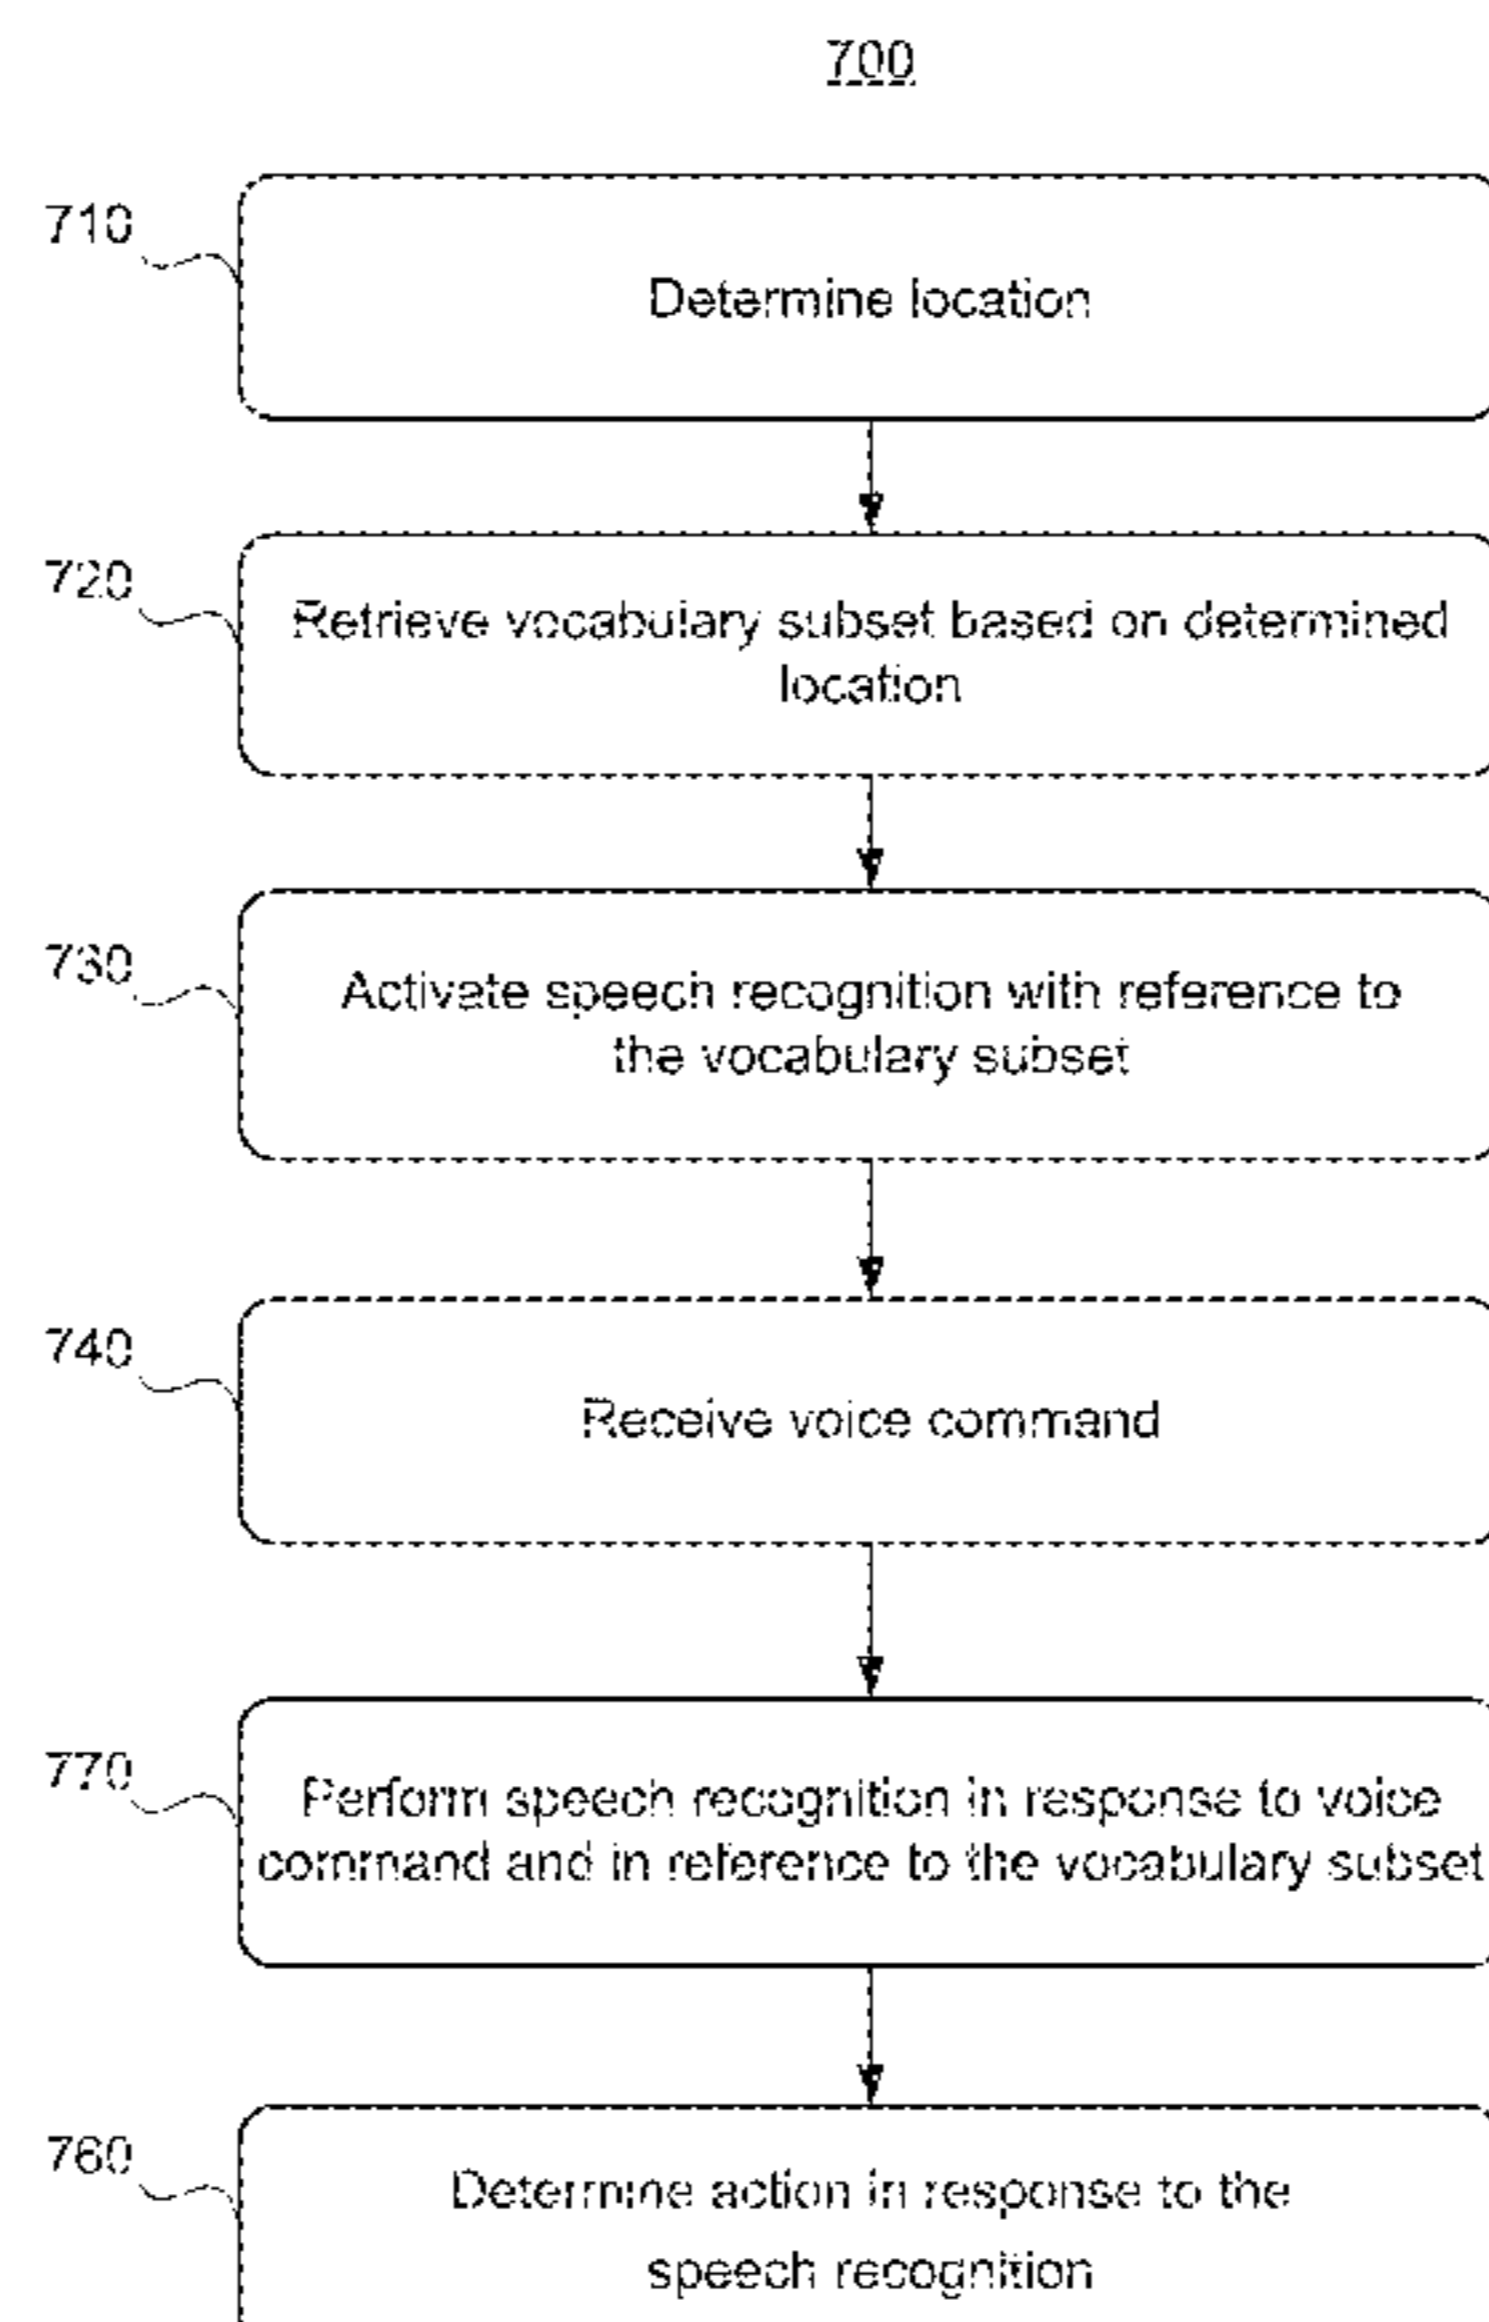 700
710
Determine location
720
Retrieve vocabulary subset based on determined
location
730
Activate speech recognition with reference to
the vocabulary subset
740
Receive voice command
770
Perform speech recognition in response to voice
command and in reference to the vocabulary subset
760
Determine action in response to the
speech recognition